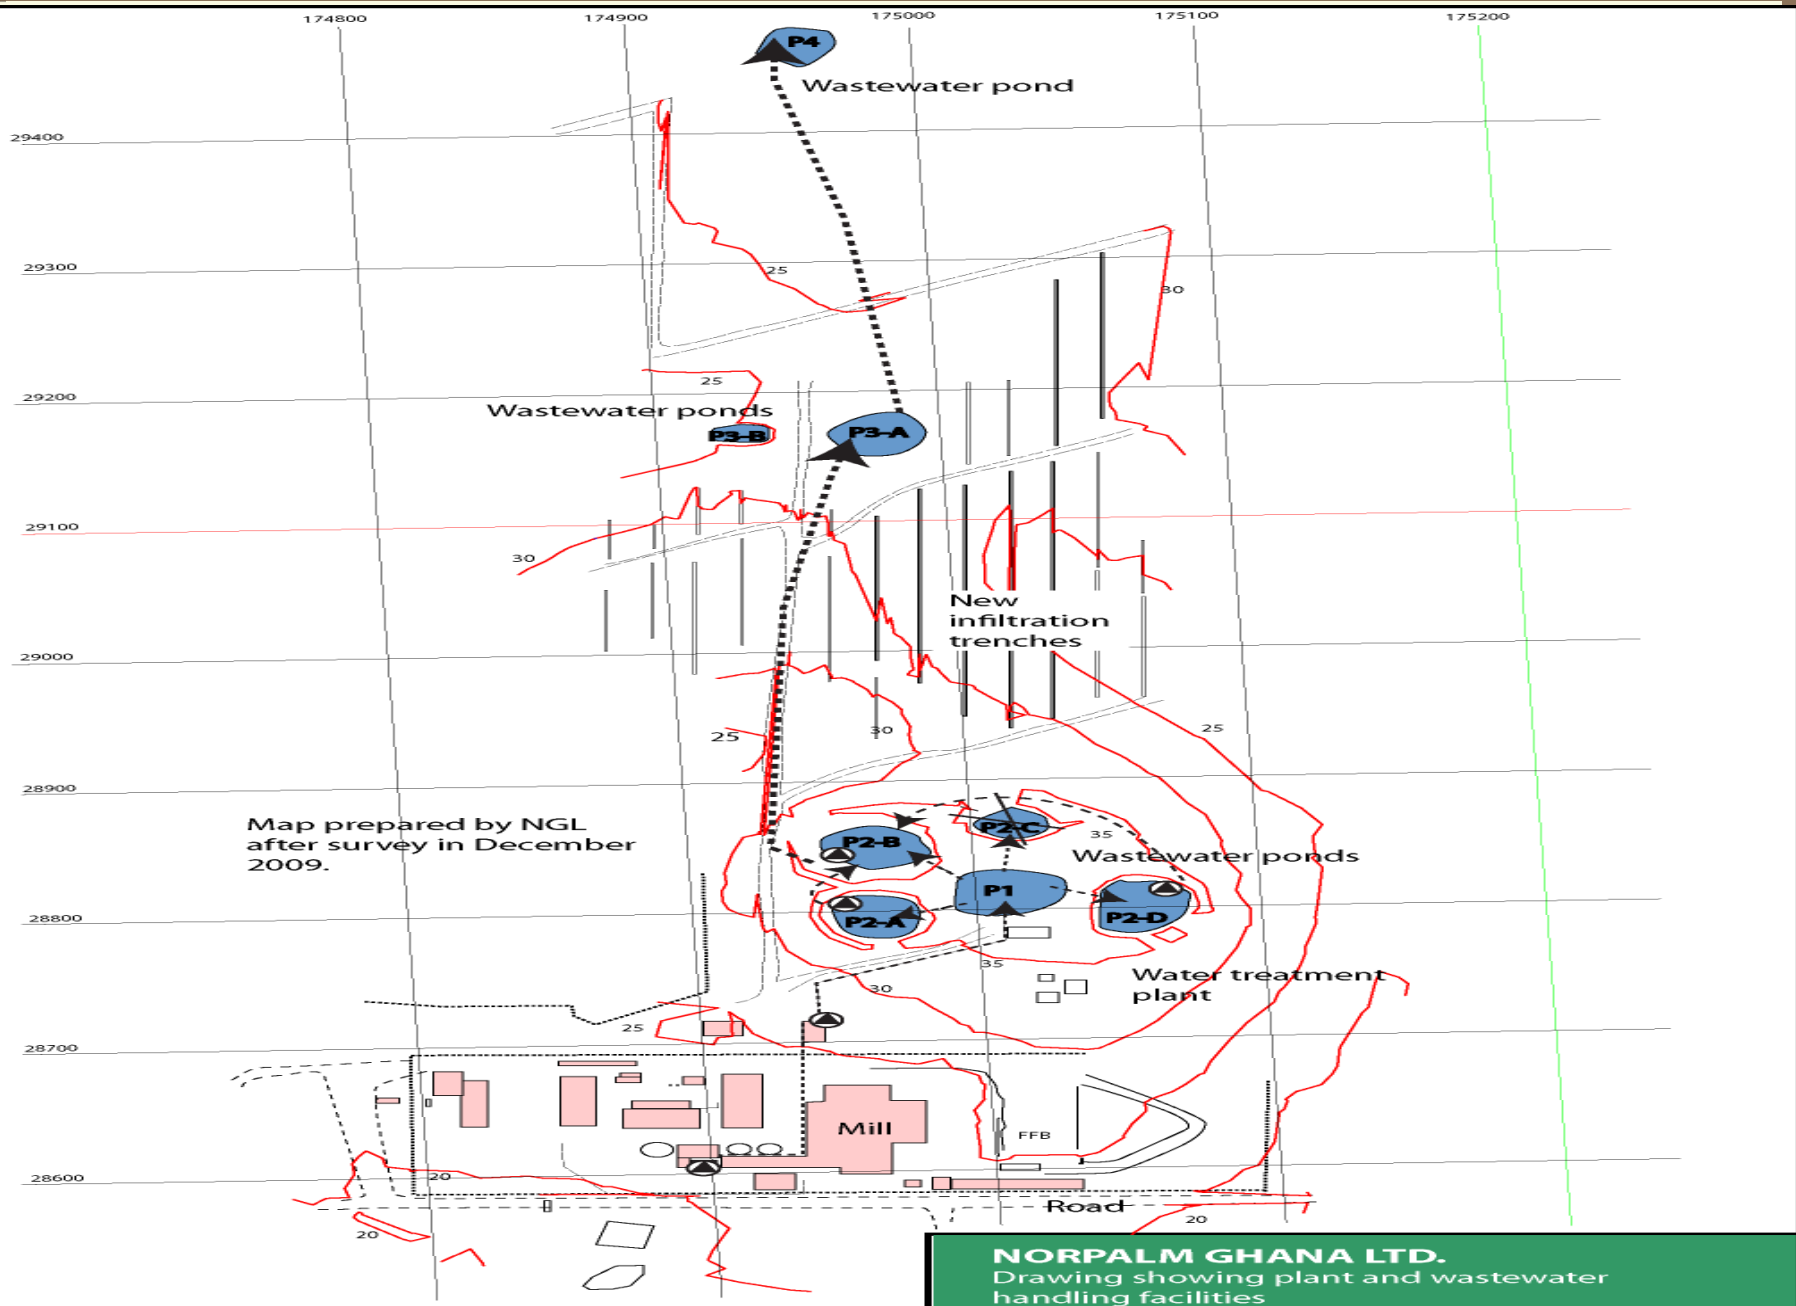 174800
174900
175000
175100
175200
P4
Wastewater pond
29400
29300
25
30
25
29200
Wastewater ponds
P3-B
P3-A
29100
30
New
infiltration
trenches
29000
25
30
25
28900
Map prepared by NGL
after survey in December
2009.
P2-C
35
P2-B
Wastewater ponds
P1
28800
P2-A
P2-D
35
Water treatment
plant
30
25
28700
Mill
FFB
28600
20
Road
20
20
NORPALM GHANA LTD.
Drawing showing plant and wastewater
handling facilities